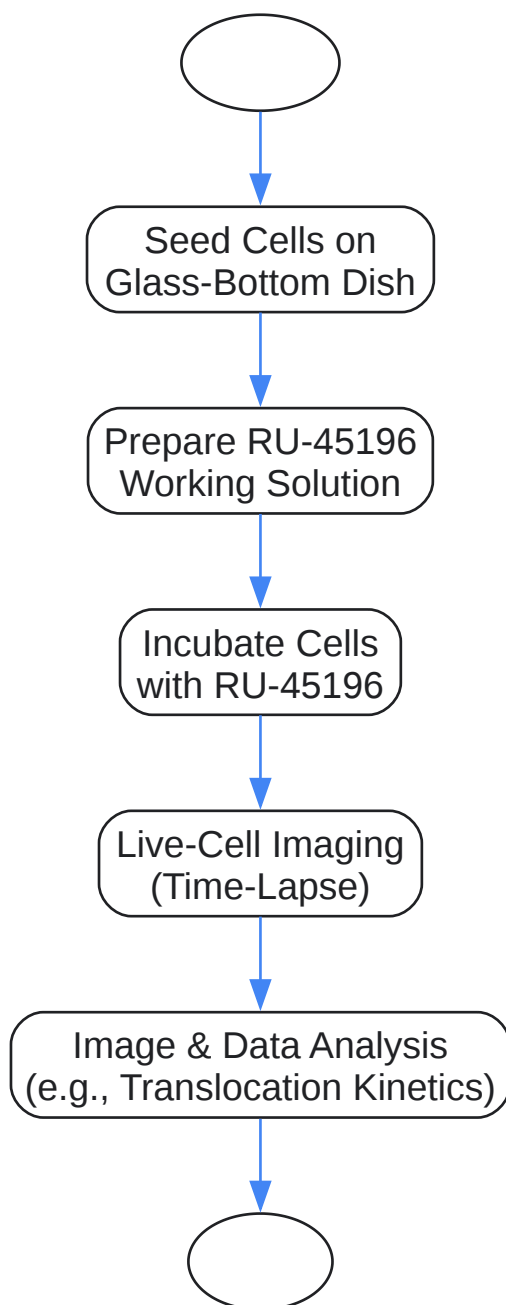 Seed Cells on
Glass-Bottom Dish
Prepare RU-45196
Working Solution
Incubate Cells
with RU-45196
Live-Cell Imaging
(Time-Lapse)
Image & Data Analysis
(e.g., Translocation Kinetics)